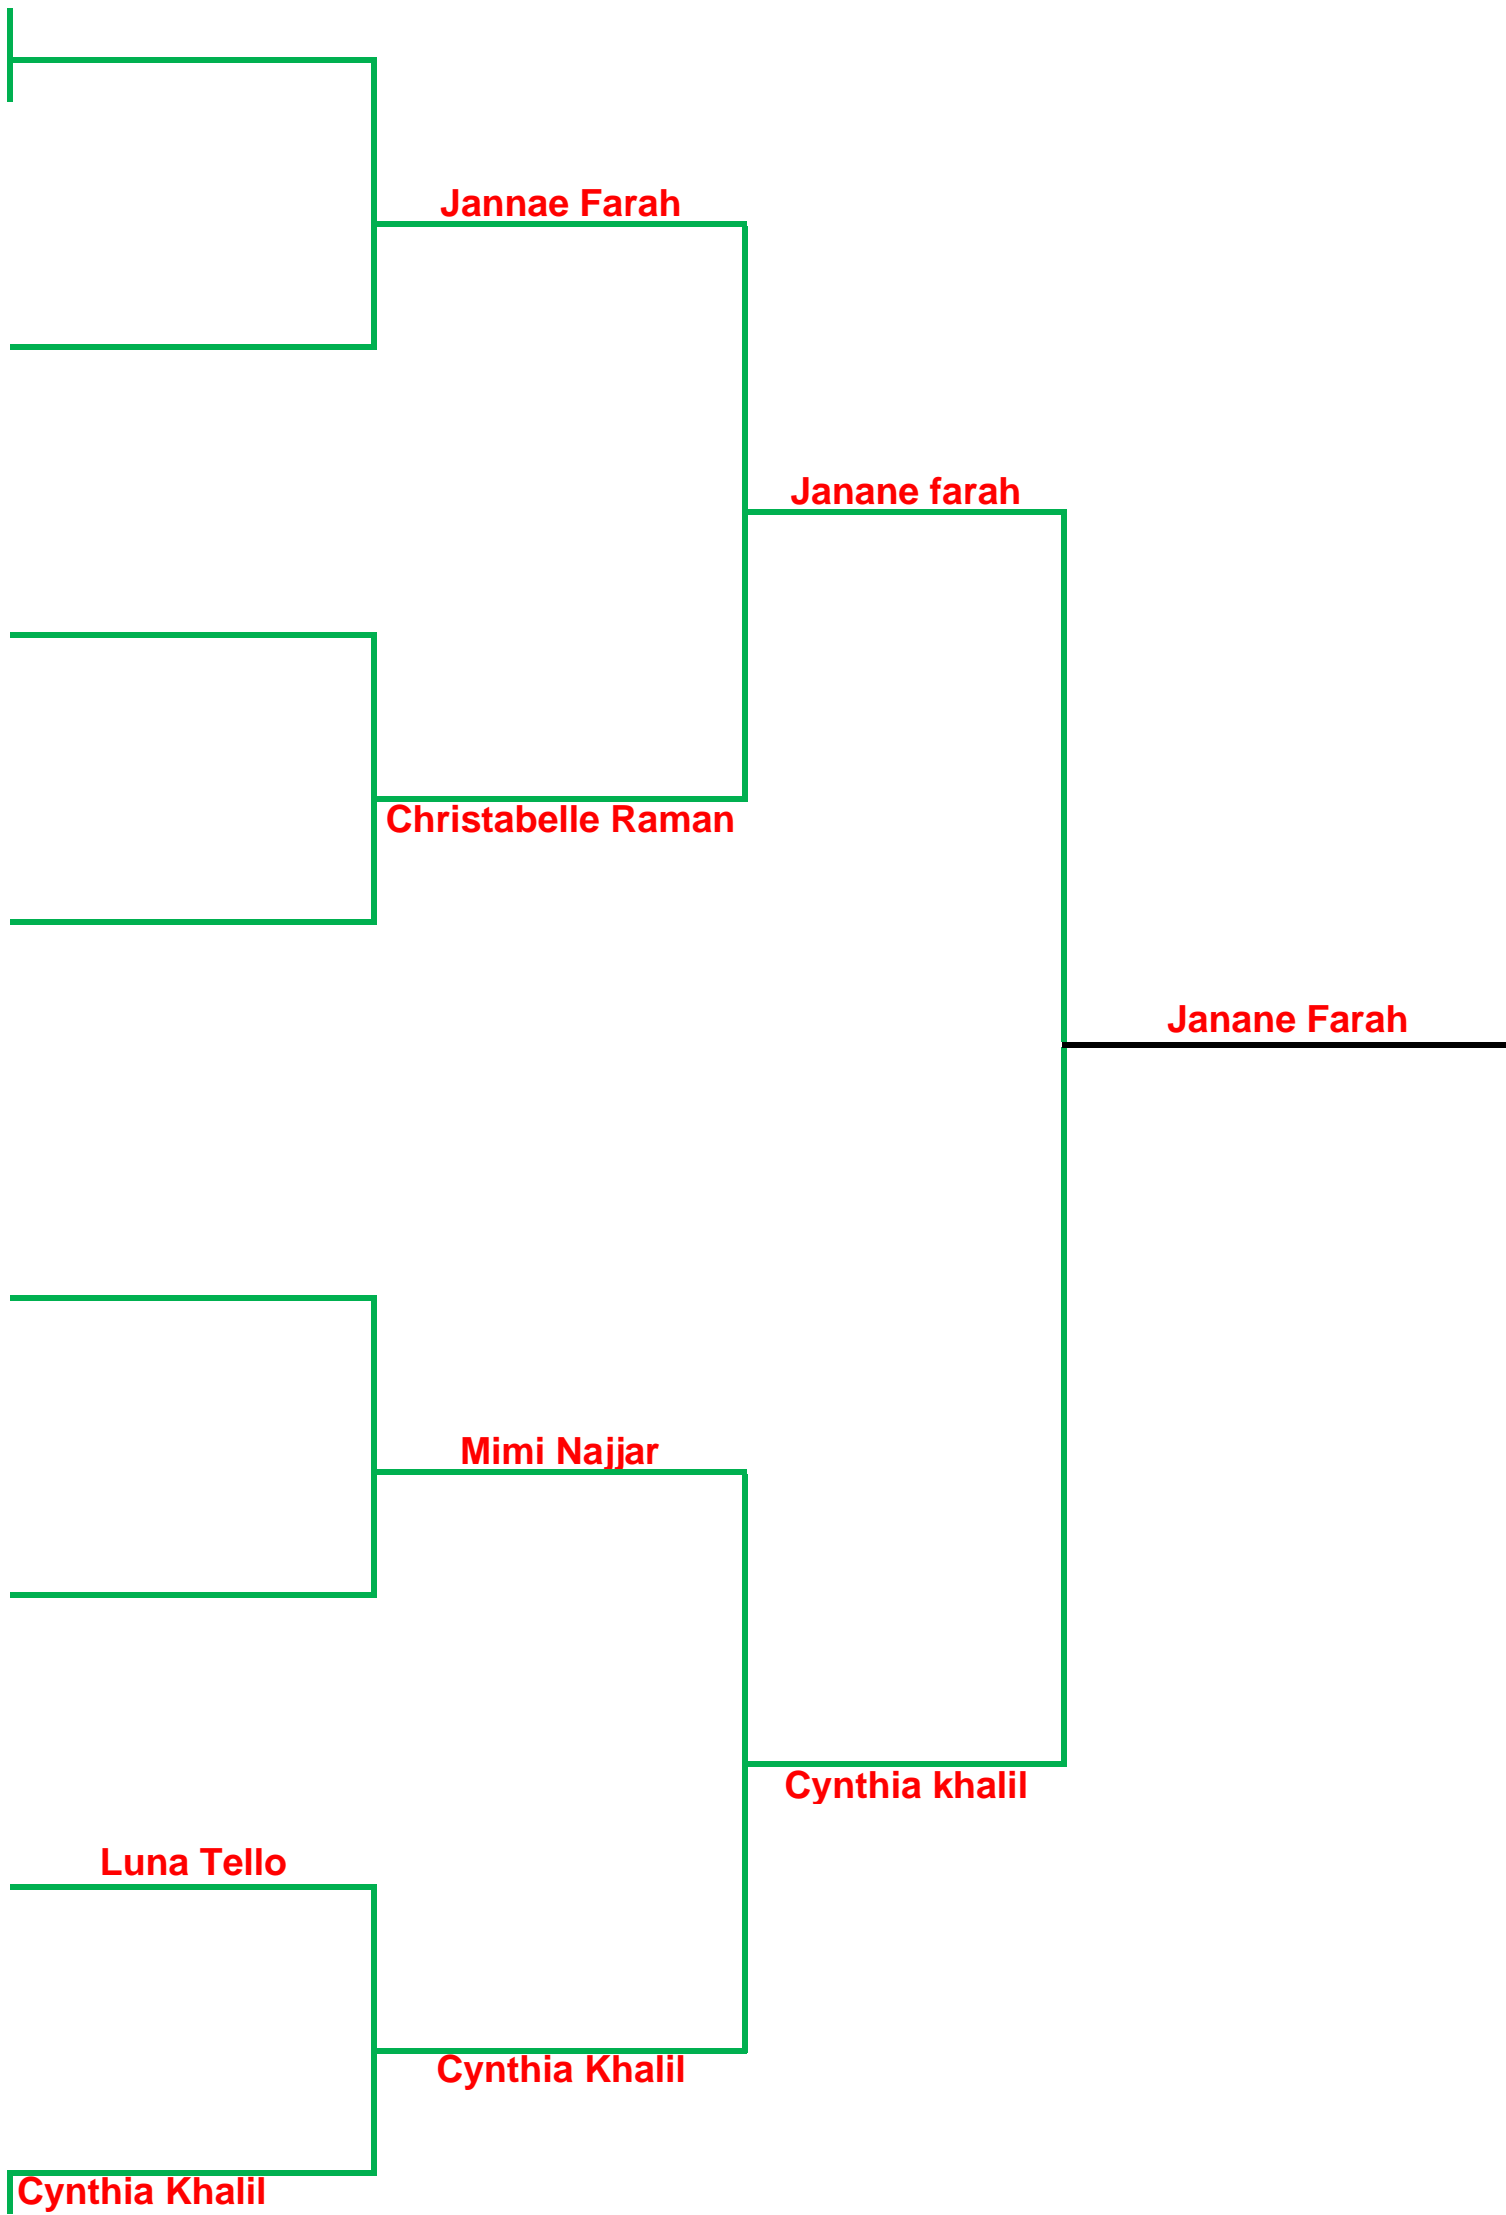 Jannae Farah
Janane farah
Christabelle Raman
Janane Farah
Mimi Najjar
Cynthia khalil
Luna Tello
Cynthia Khalil
Cynthia Khalil